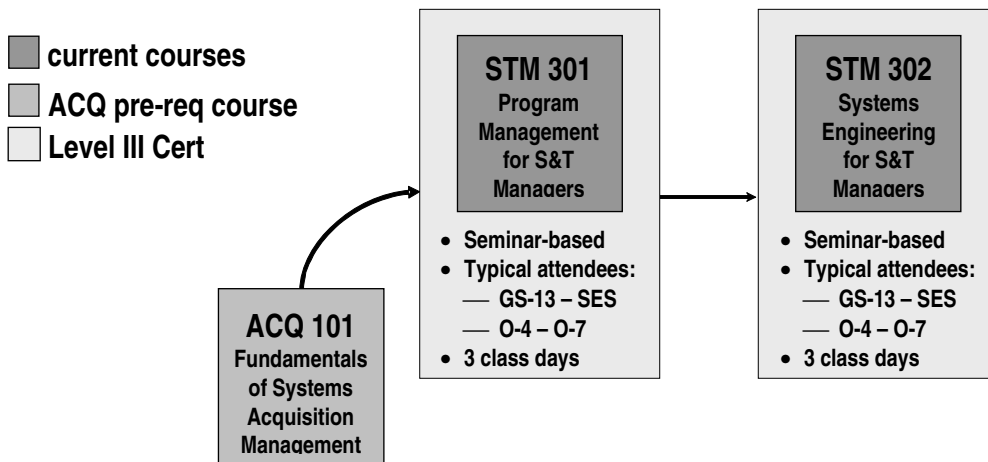 current courses
ACQ pre-req course
Level III Cert
ACQ 101
Fundamentals
of Systems
Acquisition
Management
STM 301
Program
Management
for S&T
Managers
• Seminar-based
• Typical attendees:
— GS-13 – SES
— O-4 – O-7
• 3 class days
STM 302
Systems
Engineering
for S&T
Managers
• Seminar-based
• Typical attendees:
— GS-13 – SES
— O-4 – O-7
• 3 class days